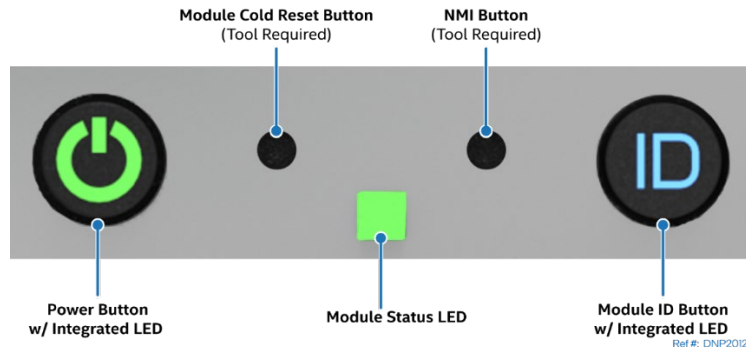 Module Cold Reset Button
(Tool Required)
NMI Button
(Tool Required)
ID
Power Button
w/ Integrated LED
Module Status LED
Module ID Button
w/ Integrated LED
Ref #: DNP2012